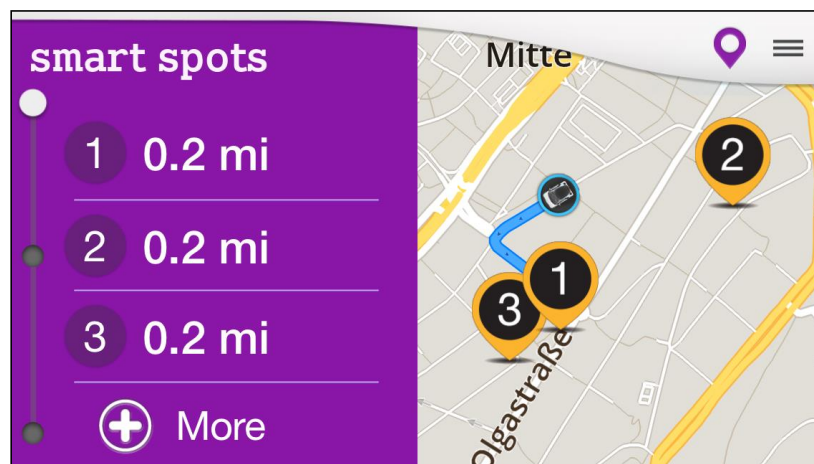 smart spots
1 0.2 mi
2 0.2 mi
3 0.2 mi
More
Mitte
2
1
3
Olgastraße